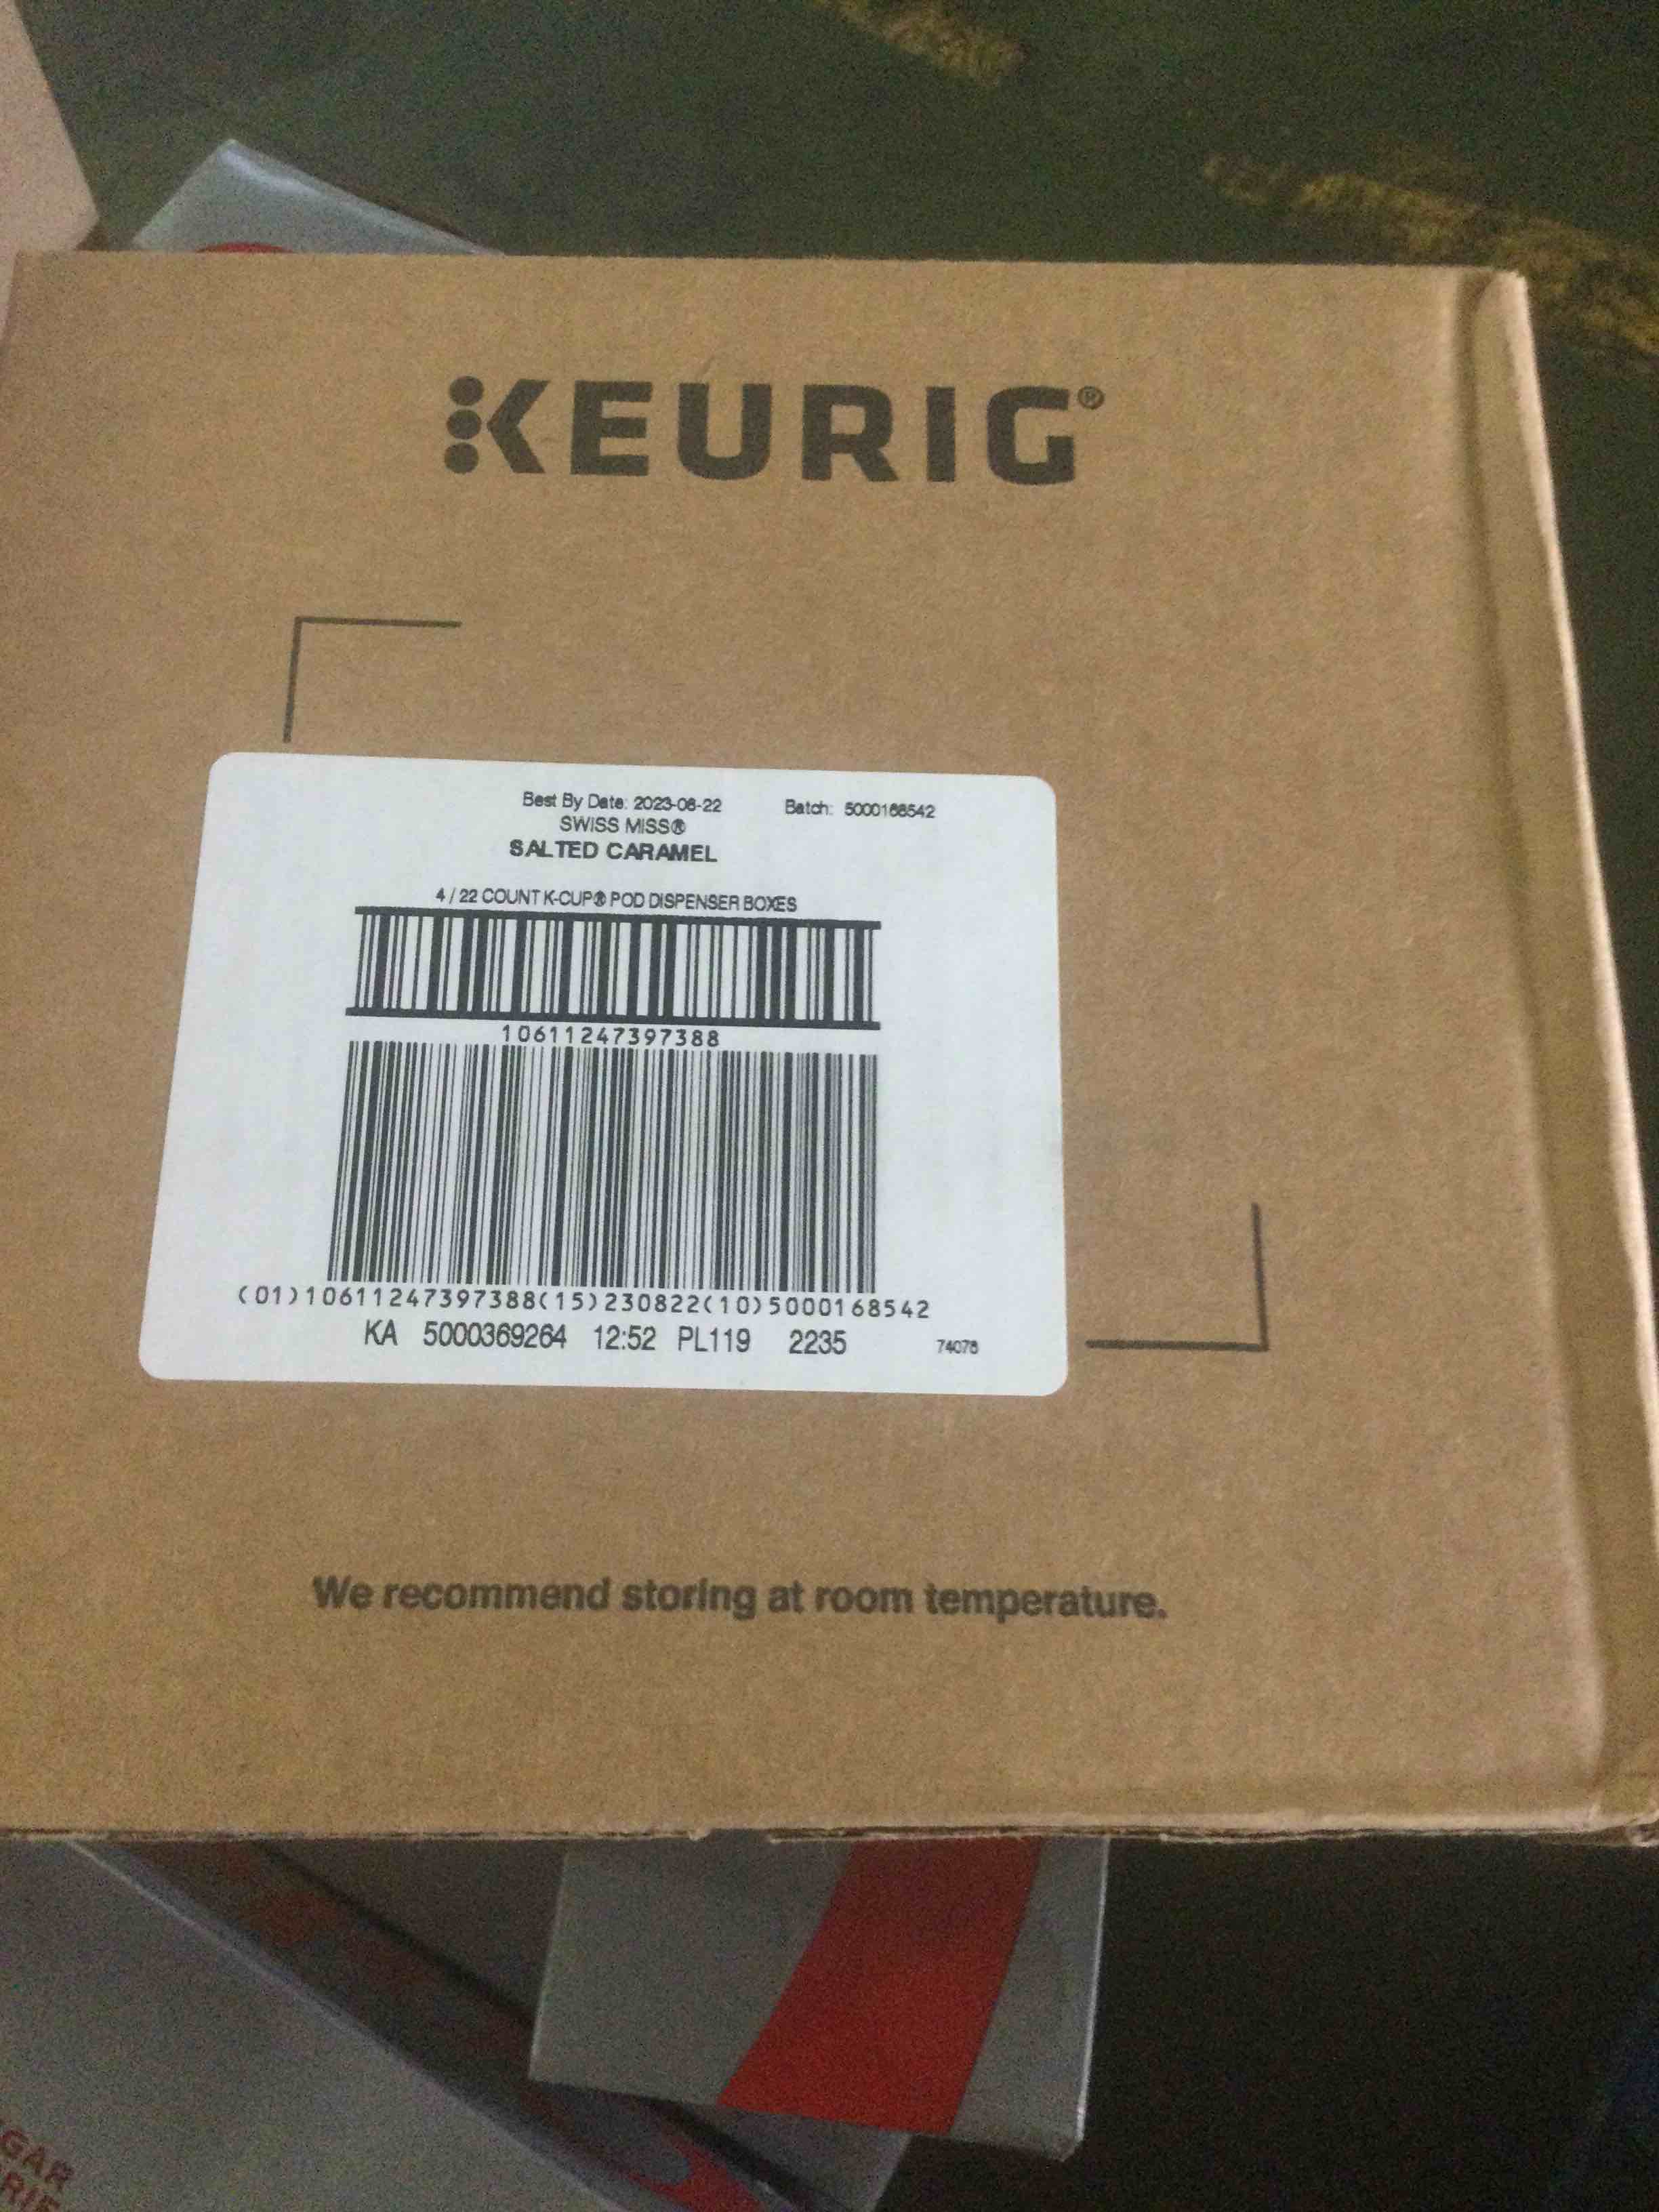 KEURIG®
Best By Date: 2023-08-22 Batch: 5000168542
SWISS MISS®
SALTED CARAMEL
4 / 22 COUNT K-CUP® POD DISPENSER BOXES
10611247397388
(01)10611247397388(15)230822(10)5000168542
KA 5000369264 12:52 PL119 2235 74078
We recommend storing at room temperature.